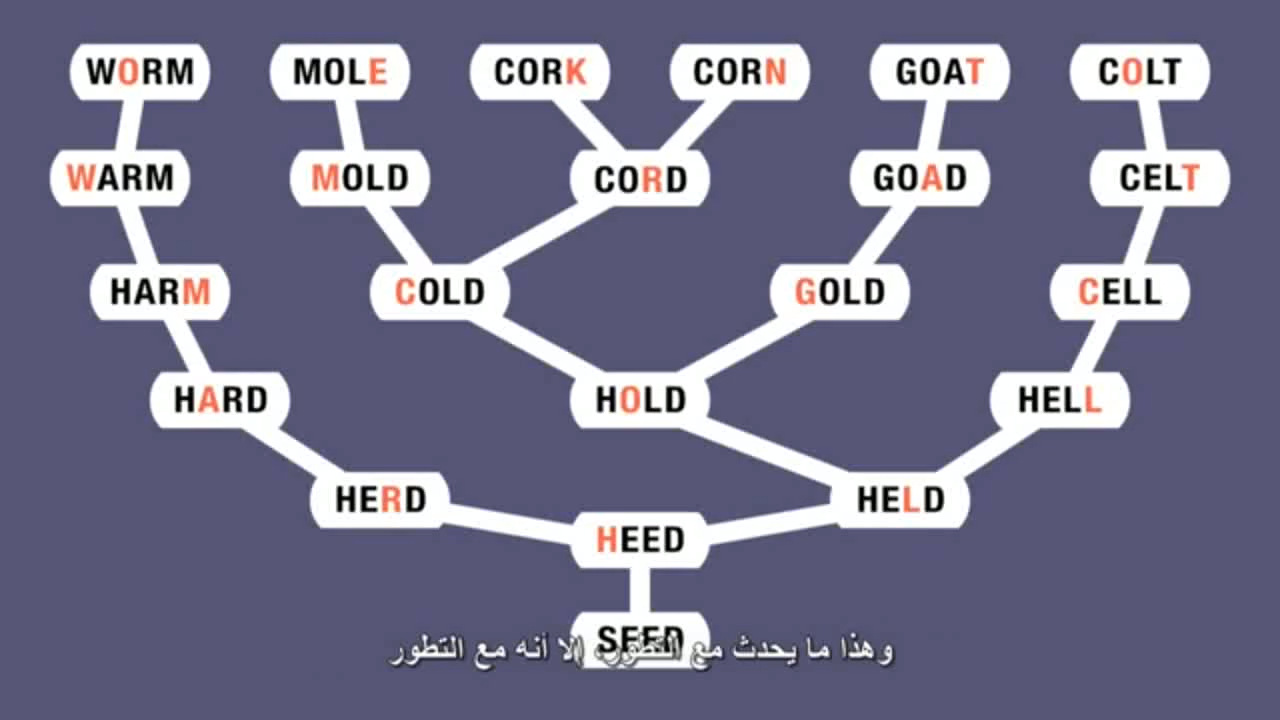 WORM MOLE CORK CORN GOAT COLT
WARM MOLD CORD GOAD CELT
HARM COLD GOLD CELL
HARD HOLD HELL
HERD HELD
HEED
SEED
وهذا ما يحدث مع التطور، إلا أنه مع التطور